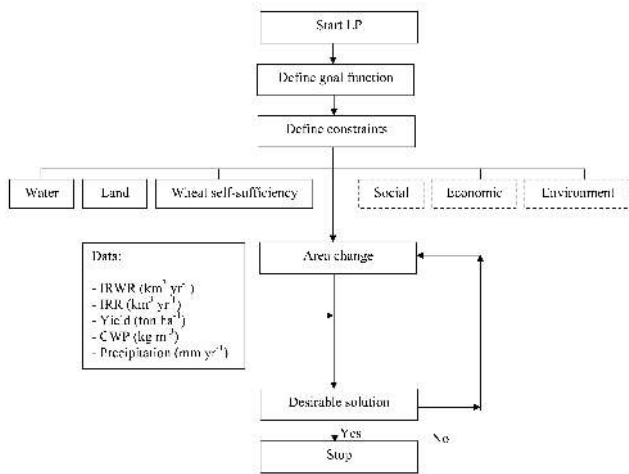 Start LP
Define goal function
Define constraints
Water
Land
Wheat self-sufficiency
Social
Economic
Environment
Data:
- IRWR (km³ yr⁻¹)
- IRR (km³ yr⁻¹)
- Yield (ton ha⁻¹)
- CWP (kg m⁻³)
- Precipitation (mm yr⁻¹)
Area change
Desirable solution
Yes
No
Stop